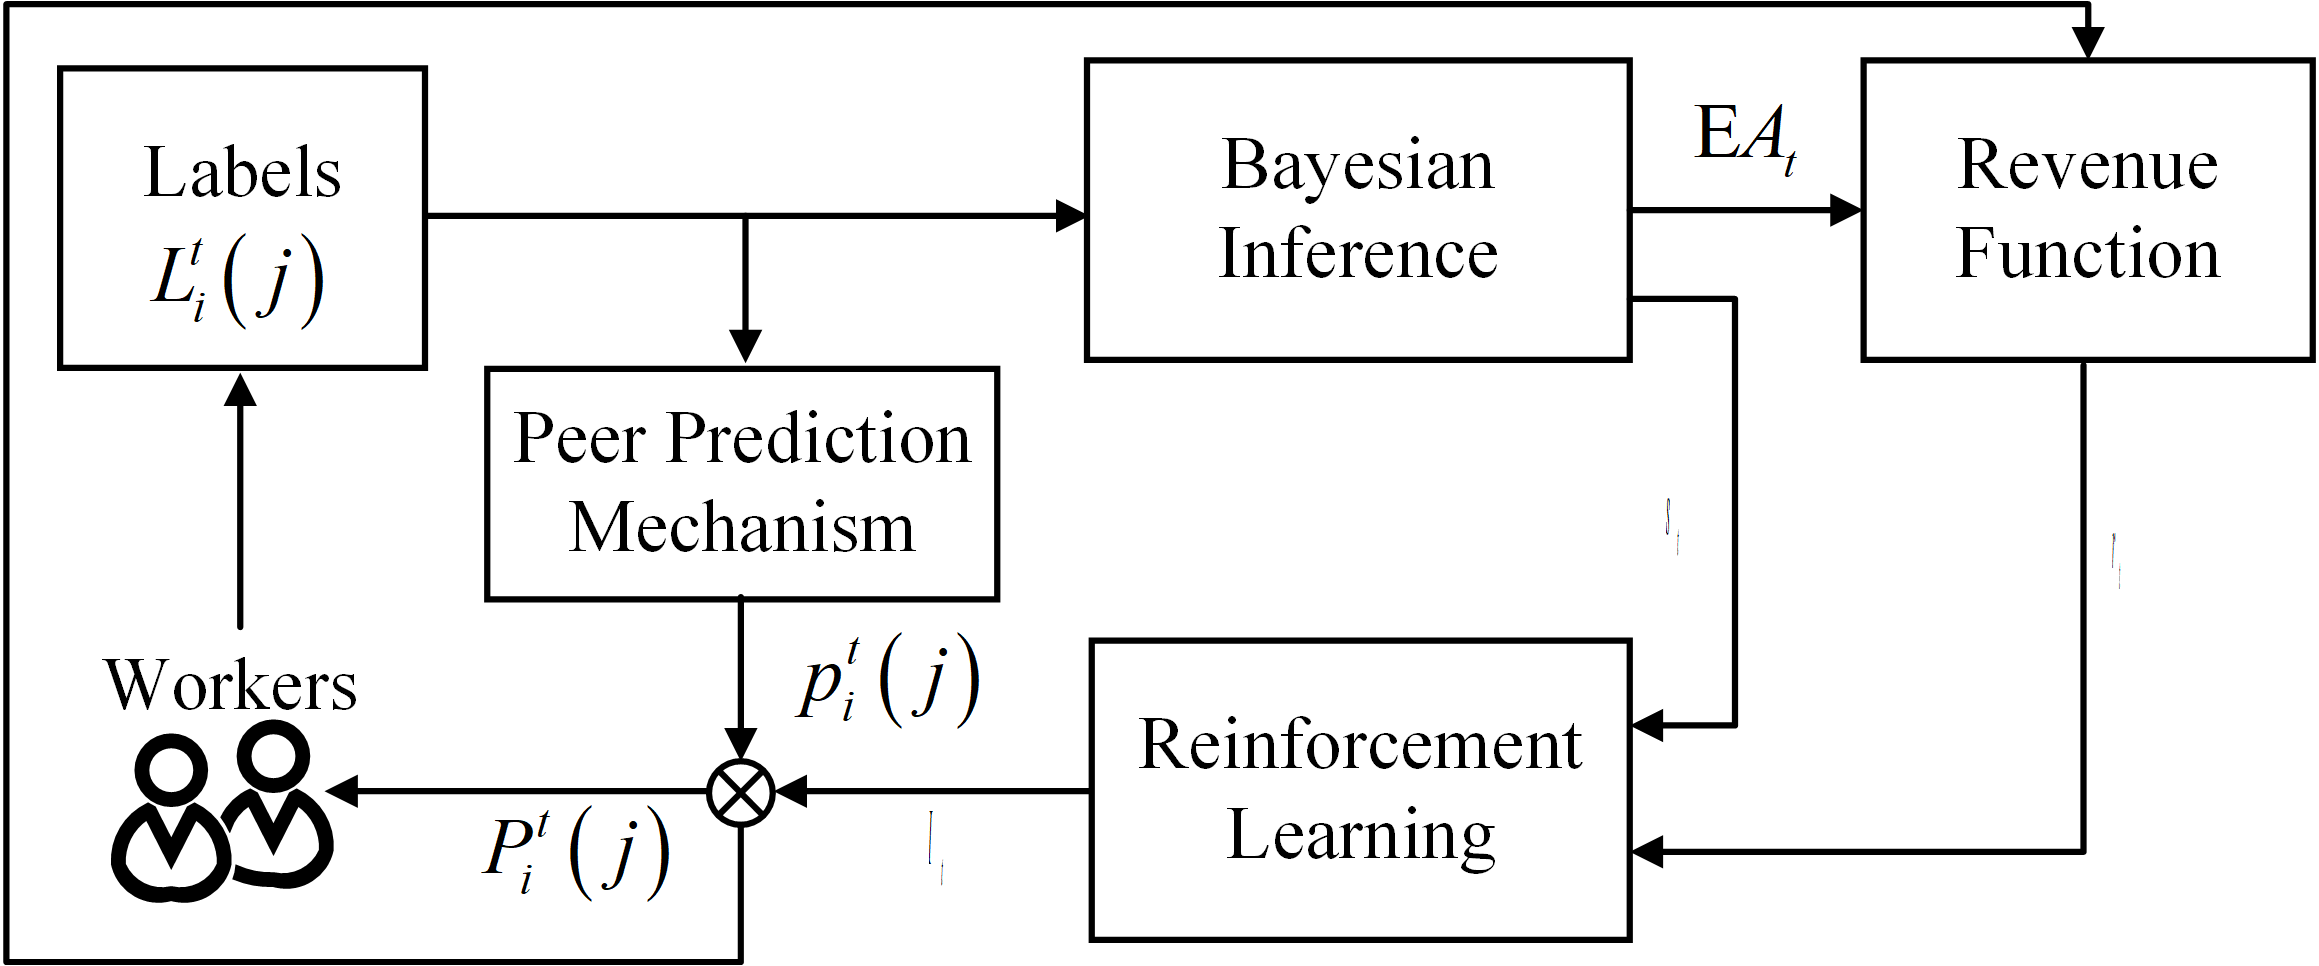 Labels
L_i^t(j)
Bayesian
Inference
EA_t
Revenue
Function
Peer Prediction
Mechanism
p_i^t(j)
Workers
P_i^t(j)
Reinforcement
Learning